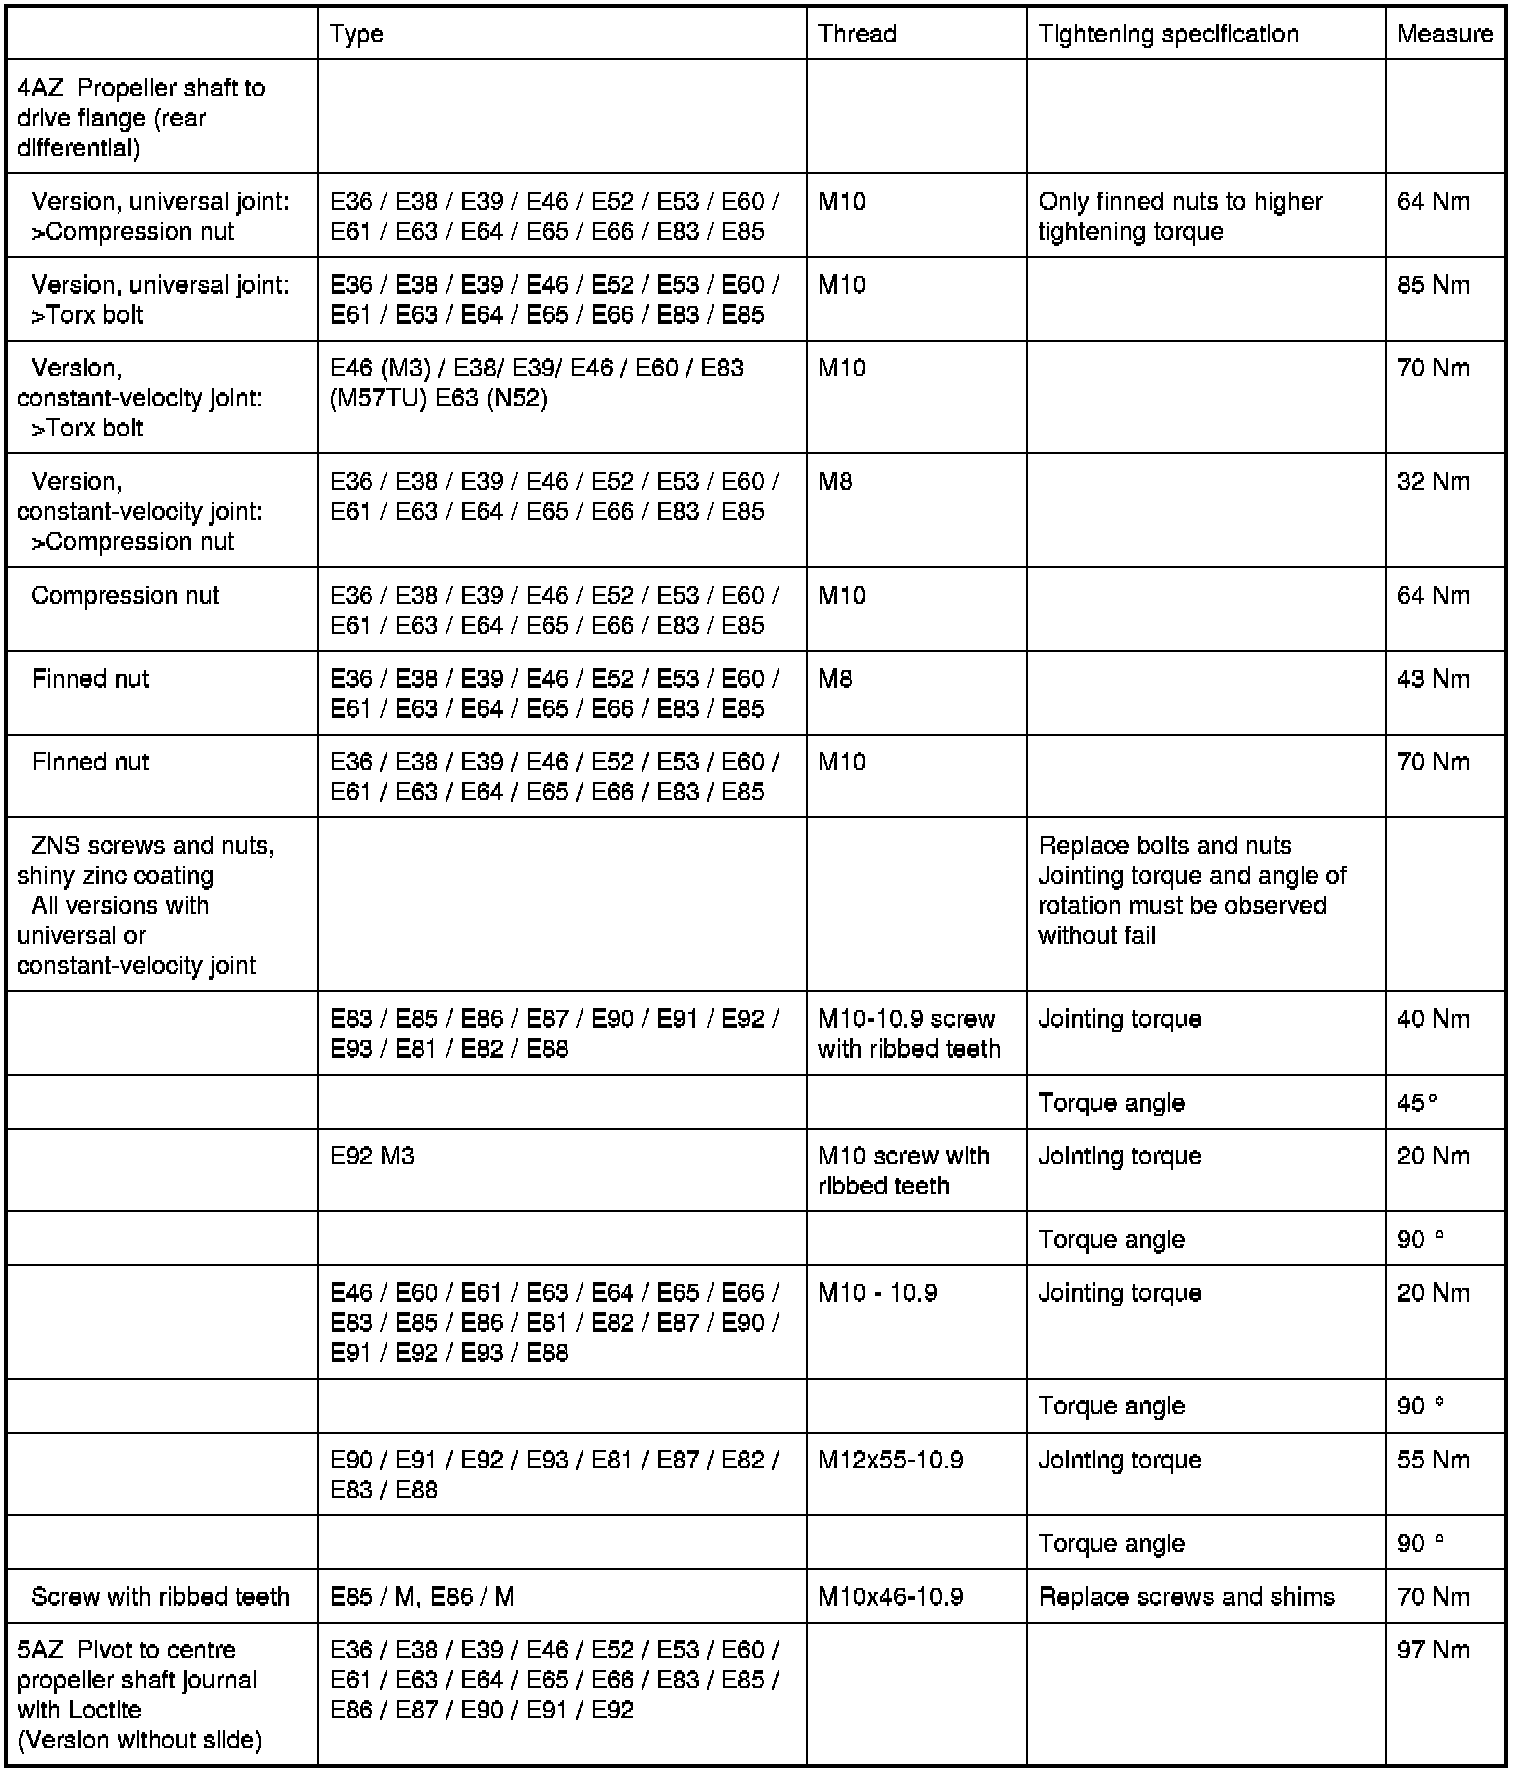 Type Thread Tightening specification Measure
4AZ Propeller shaft to
drive flange (rear
differential)
Version, universal joint:
>Compression nut
E36 / E38 / E39 / E46 / E52 / E53 / E60 /
E61 / E63 / E64 / E65 / E66 / E83 / E85
M10
Only finned nuts to higher
tightening torque
64 Nm
Version, universal joint:
>Torx bolt
E36 / E38 / E39 / E46 / E52 / E53 / E60 /
E61 / E63 / E64 / E65 / E66 / E83 / E85
M10
85 Nm
Version,
constant-velocity joint:
>Torx bolt
E46 (M3) / E38/ E39/ E46 / E60 / E83
(M57TU) E63 (N52)
M10
70 Nm
Version,
constant-velocity joint:
>Compression nut
E36 / E38 / E39 / E46 / E52 / E53 / E60 /
E61 / E63 / E64 / E65 / E66 / E83 / E85
M8
32 Nm
Compression nut
E36 / E38 / E39 / E46 / E52 / E53 / E60 /
E61 / E63 / E64 / E65 / E66 / E83 / E85
M10
64 Nm
Finned nut
E36 / E38 / E39 / E46 / E52 / E53 / E60 /
E61 / E63 / E64 / E65 / E66 / E83 / E85
M8
43 Nm
Finned nut
E36 / E38 / E39 / E46 / E52 / E53 / E60 /
E61 / E63 / E64 / E65 / E66 / E83 / E85
M10
70 Nm
ZNS screws and nuts,
shiny zinc coating
All versions with
universal or
constant-velocity joint
Replace bolts and nuts
Jointing torque and angle of
rotation must be observed
without fail
E83 / E85 / E86 / E87 / E90 / E91 / E92 /
E93 / E81 / E82 / E88
M10-10.9 screw
with ribbed teeth
Jointing torque
40 Nm
Torque angle
45°
E92 M3
M10 screw with
ribbed teeth
Jointing torque
20 Nm
Torque angle
90 °
E46 / E60 / E61 / E63 / E64 / E65 / E66 /
E83 / E85 / E86 / E81 / E82 / E87 / E90 /
E91 / E92 / E93 / E88
M10 - 10.9
Jointing torque
20 Nm
Torque angle
90 °
E90 / E91 / E92 / E93 / E81 / E87 / E82 /
E83 / E88
M12x55-10.9
Jointing torque
55 Nm
Torque angle
90 °
Screw with ribbed teeth
E85 / M, E86 / M
M10x46-10.9
Replace screws and shims
70 Nm
5AZ Pivot to centre
propeller shaft journal
with Loctite
(Version without slide)
E36 / E38 / E39 / E46 / E52 / E53 / E60 /
E61 / E63 / E64 / E65 / E66 / E83 / E85 /
E86 / E87 / E90 / E91 / E92
97 Nm